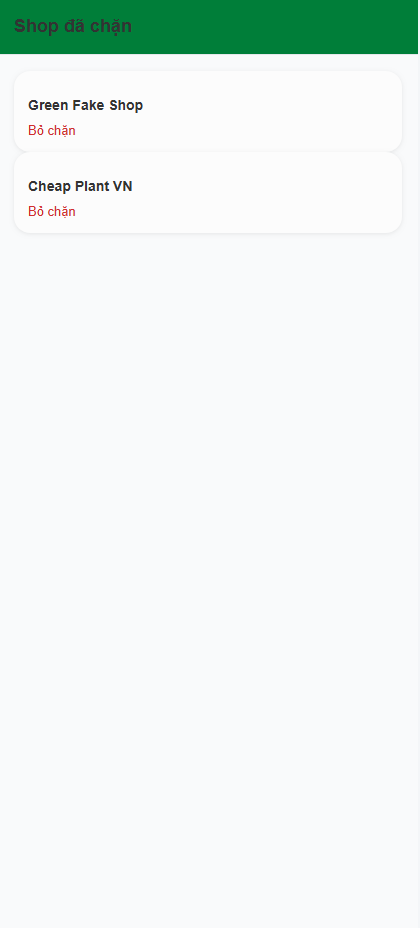 Shop đã chặn
Green Fake Shop
Bỏ chặn
Cheap Plant VN
Bỏ chặn